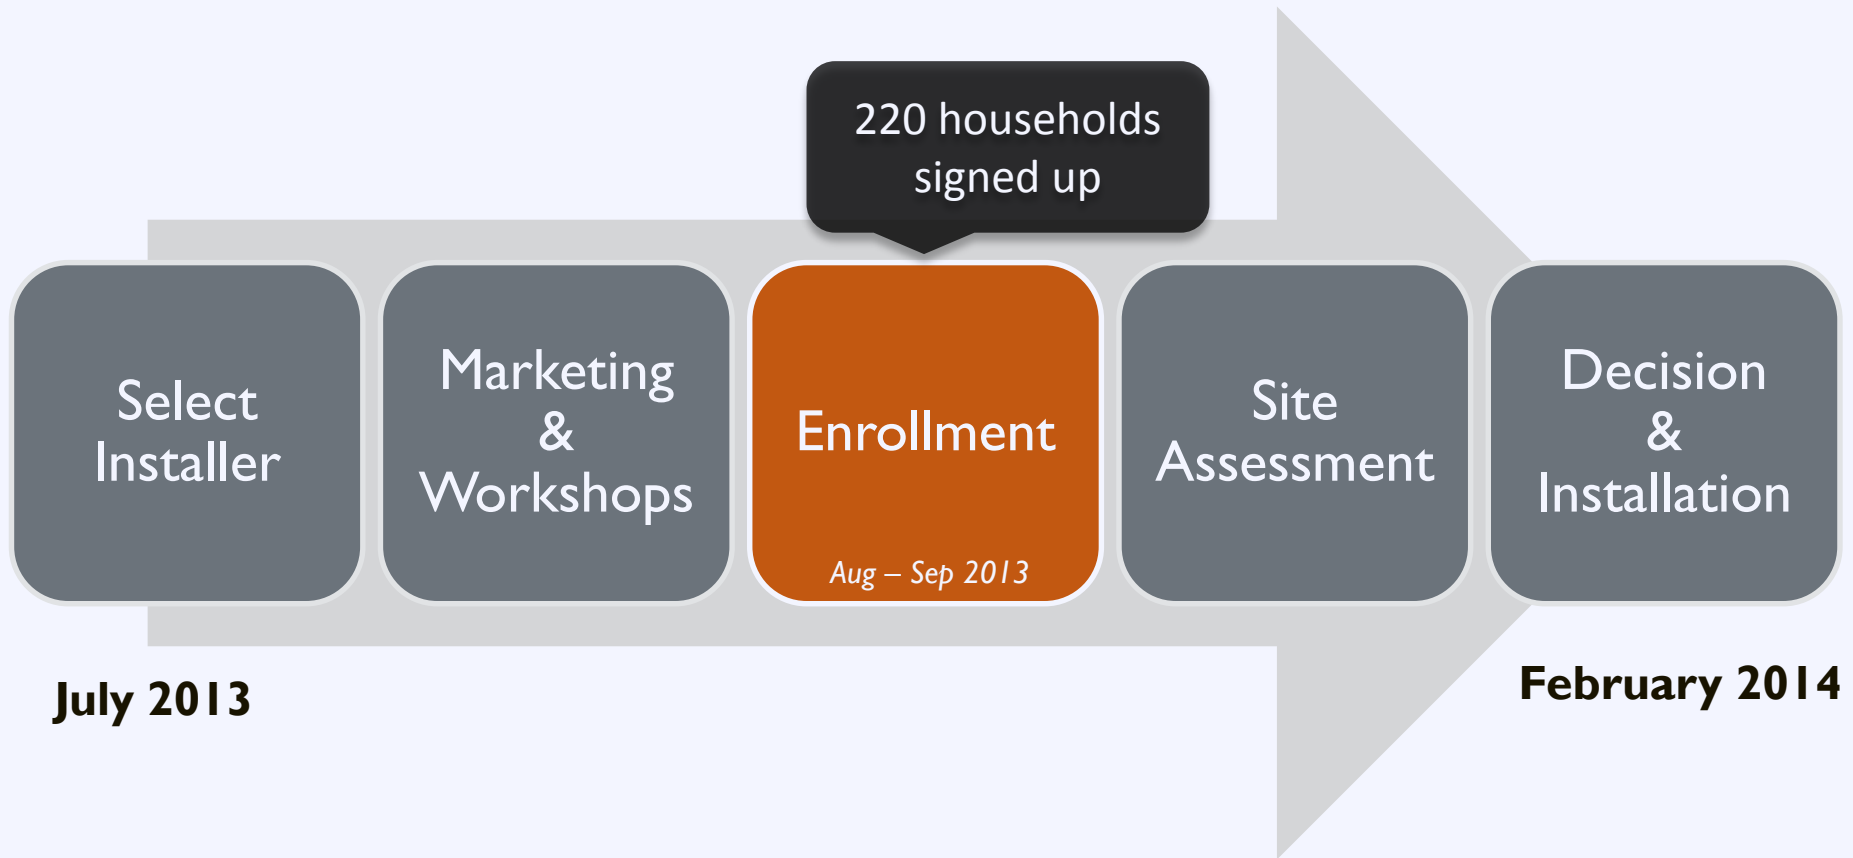 220 households
signed up
Select
Installer
Marketing
&
Workshops
Enrollment
Aug – Sep 2013
Site
Assessment
Decision
&
Installation
July 2013
February 2014